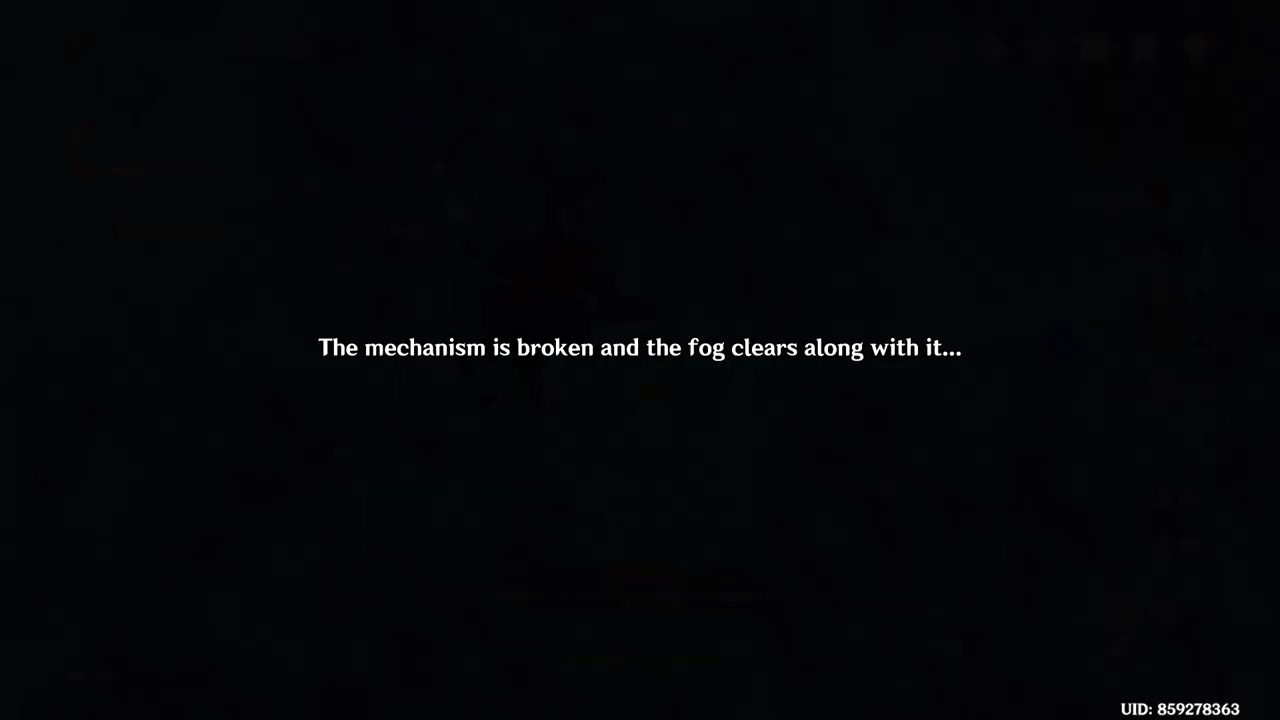 The mechanism is broken and the fog clears along with it...
UID: 859278363